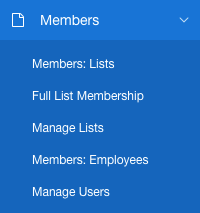 Members
Members: Lists
Full List Membership
Manage Lists
Members: Employees
Manage Users